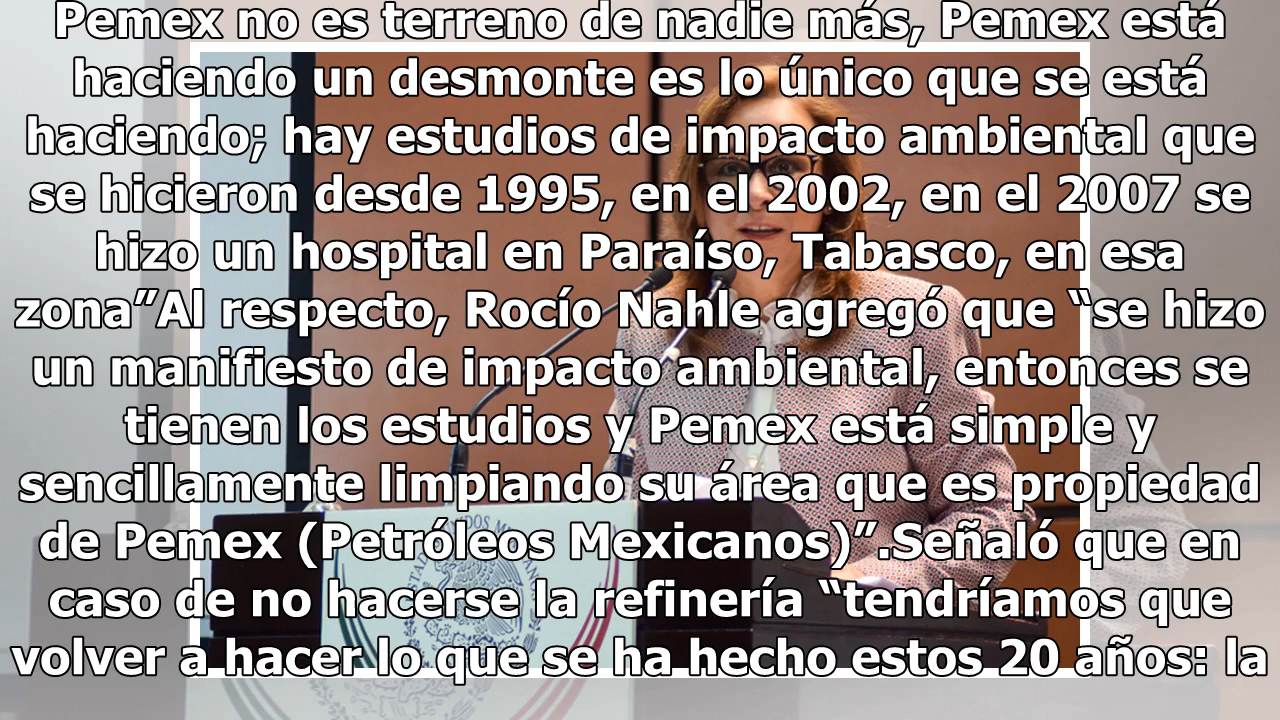 Pemex no es terreno de nadie más, Pemex está
haciendo un desmonte es lo único que se está
haciendo; hay estudios de impacto ambiental que
se hicieron desde 1995, en el 2002, en el 2007 se
hizo un hospital en Paraíso, Tabasco, en esa
zona”Al respecto, Rocío Nahle agregó que “se hizo
un manifiesto de impacto ambiental, entonces se
tienen los estudios y Pemex está simple y
sencillamente limpiando su área que es propiedad
de Pemex (Petróleos Mexicanos)”.Señaló que en
caso de no hacerse la refinería “tendríamos que
volver a hacer lo que se ha hecho estos 20 años: la